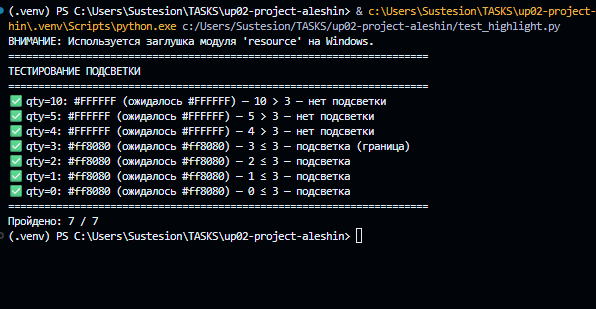 (.venv) PS C:\Users\Sustesion\TASKS\up02-project-aleshin> & c:\Users\Sustesion\TASKS\up02-project-
hin\.venv\Scripts\python.exe c:/Users/Sustesion/TASKS/up02-project-aleshin/test_highlight.py
ВНИМАНИЕ: Используется заглушка модуля 'resource' на Windows.
======================================================================
ТЕСТИРОВАНИЕ ПОДСВЕТКИ
======================================================================
✅ qty=10: #FFFFFF (ожидалось #FFFFFF) — 10 > 3 — нет подсветки
✅ qty=5: #FFFFFF (ожидалось #FFFFFF) — 5 > 3 — нет подсветки
✅ qty=4: #FFFFFF (ожидалось #FFFFFF) — 4 > 3 — нет подсветки
✅ qty=3: #ff8080 (ожидалось #ff8080) — 3 ≤ 3 — подсветка (граница)
✅ qty=2: #ff8080 (ожидалось #ff8080) — 2 ≤ 3 — подсветка
✅ qty=1: #ff8080 (ожидалось #ff8080) — 1 ≤ 3 — подсветка
✅ qty=0: #ff8080 (ожидалось #ff8080) — 0 ≤ 3 — подсветка
======================================================================
Пройдено: 7 / 7
(.venv) PS C:\Users\Sustesion\TASKS\up02-project-aleshin>